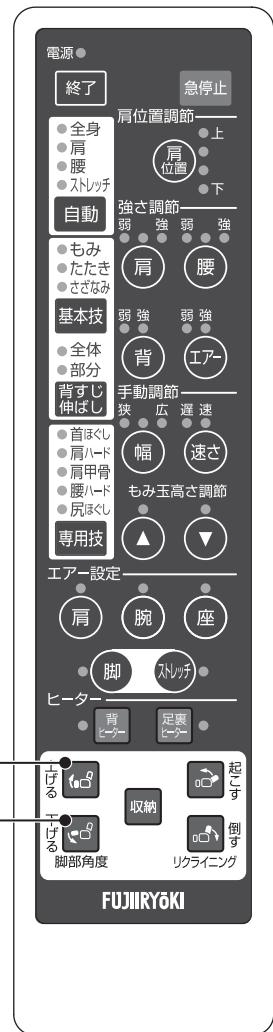 電源
終了
急停止
肩位置調節
全身
肩
腰
ストレッチ
自動
肩
位置
上
下
強さ調節
弱 強 弱 強
肩
腰
もみ
たたき
さざなみ
基本技
弱 強 弱 強
背
エアー
全体
部分
背すじ
伸ばし
手動調節
狭 広 遅 速
幅
速さ
首ほぐし
肩ハード
肩甲骨
腰ハード
尻ほぐし
専用技
もみ玉高さ調節
▲
▼
エアー設定
肩
腕
座
脚
ストレッチ
ヒーター
背
ヒーター
足裏
ヒーター
上げる
起こす
収納
下げる
倒す
脚部角度
リクライニング
FUJIIRYōKI